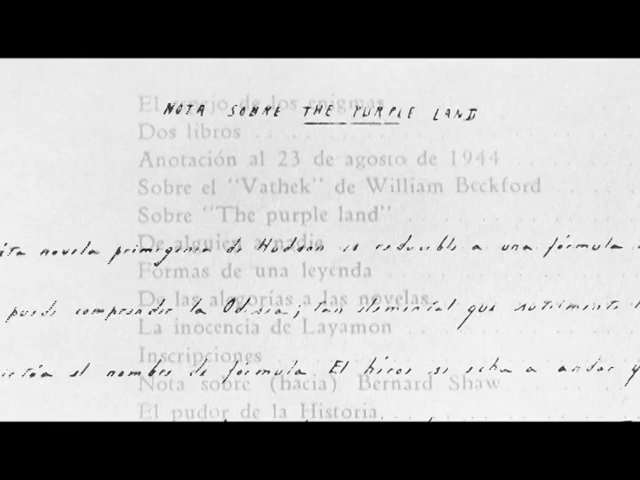 NOTA SOBRE THE PURPLE LAND
El espejo de los enigmas
Dos libros
Anotación al 23 de agosto de 1944
Sobre el "Vathek" de William Beckford
Sobre "The purple land"
De alguien a nadie
Esta novela primigenia de Hudson es reducible a una fórmula
Formas de una leyenda
De las alegorías a las novelas
puede comprender la Odisea; tan elemental que
La inocencia de Layamon
Inscripciones
el nombre de fórmula. El héroe se echa a andar y
Nota sobre (hacia) Bernard Shaw
El pudor de la Historia